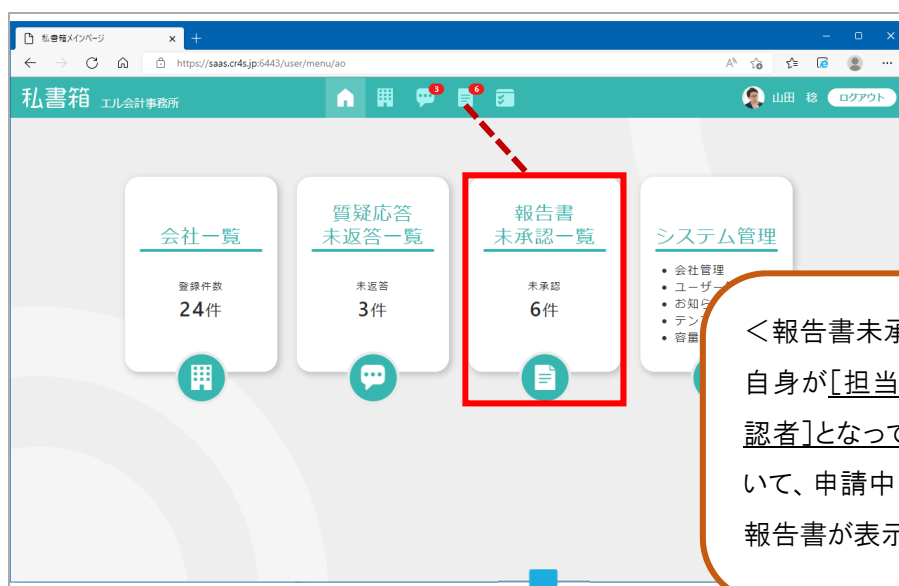 私書箱メインページ
https://saas.cr4s.jp:6443/user/menu/ao
私書箱 エル会計事務所
3
6
山田 稔
ログアウト
会社一覧
登録件数
24件
質疑応答
未返答一覧
未返答
3件
報告書
未承認一覧
未承認
6件
システム管理
• 会社管理
• ユーザー
• お知ら
• テン
• 容量
＜報告書未承
自身が[担当
認者]となって
いて、申請中
報告書が表示